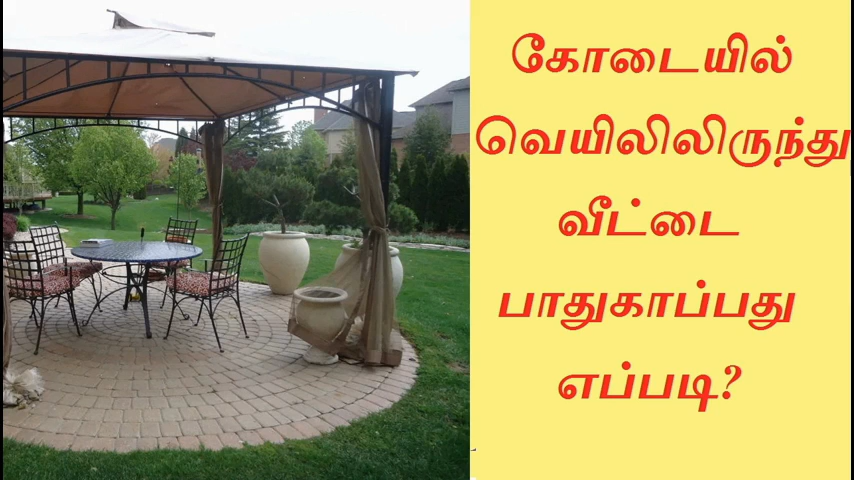 கோடையில்
வெயிலிலிருந்து
வீட்டை
பாதுகாப்பது
எப்படி?